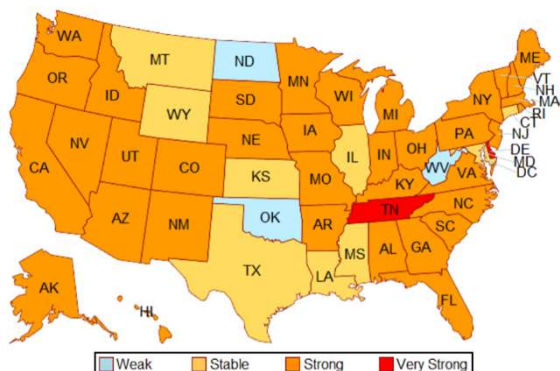 WA
MT
ND
ME
OR
ID
WY
SD
MN
WI
MI
NY
VT
NH
MA
RI
CT
NV
UT
CO
NE
IA
IL
IN
OH
PA
NJ
DE
MD
DC
CA
KS
MO
KY
WV
VA
AZ
NM
OK
AR
TN
NC
SC
TX
LA
MS
AL
GA
FL
AK
HI
Weak Stable Strong Very Strong